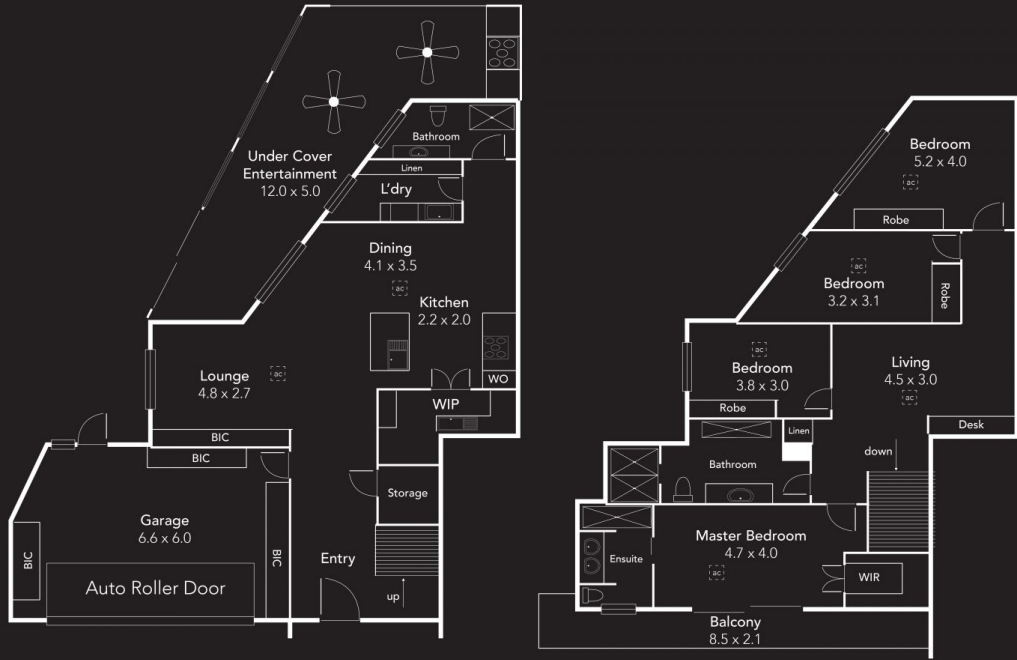 Under Cover
Entertainment
12.0 x 5.0
Bathroom
Linen
L'dry
Dining
4.1 x 3.5
ac
Kitchen
2.2 x 2.0
WO
Lounge
4.8 x 2.7
ac
WIP
BIC
BIC
Storage
Garage
6.6 x 6.0
BIC
BIC
Auto Roller Door
Entry
up
Bedroom
5.2 x 4.0
ac
Robe
ac
Bedroom
3.2 x 3.1
Robe
ac
Bedroom
3.8 x 3.0
Robe
Living
4.5 x 3.0
ac
Desk
Linen
down
Bathroom
Master Bedroom
4.7 x 4.0
ac
Ensuite
WIR
Balcony
8.5 x 2.1